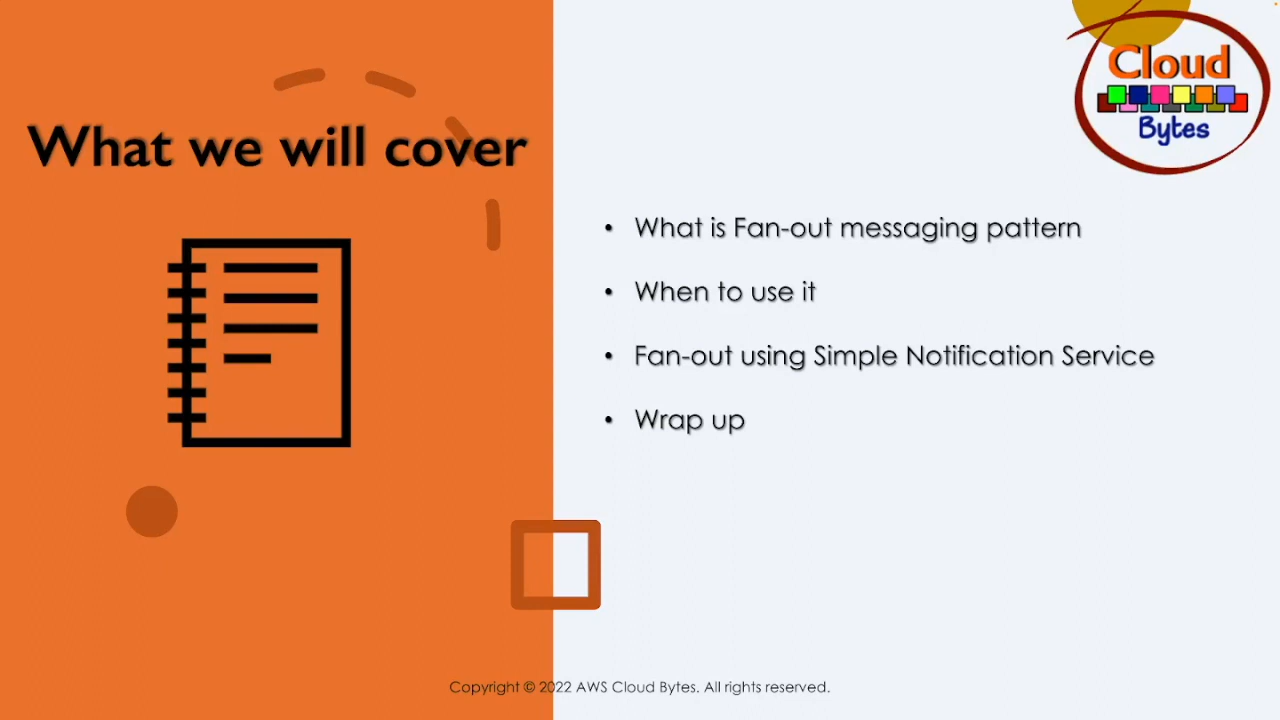 Cloud
Bytes
What we will cover
• What is Fan-out messaging pattern
• When to use it
• Fan-out using Simple Notification Service
• Wrap up
Copyright © 2022 AWS Cloud Bytes. All rights reserved.